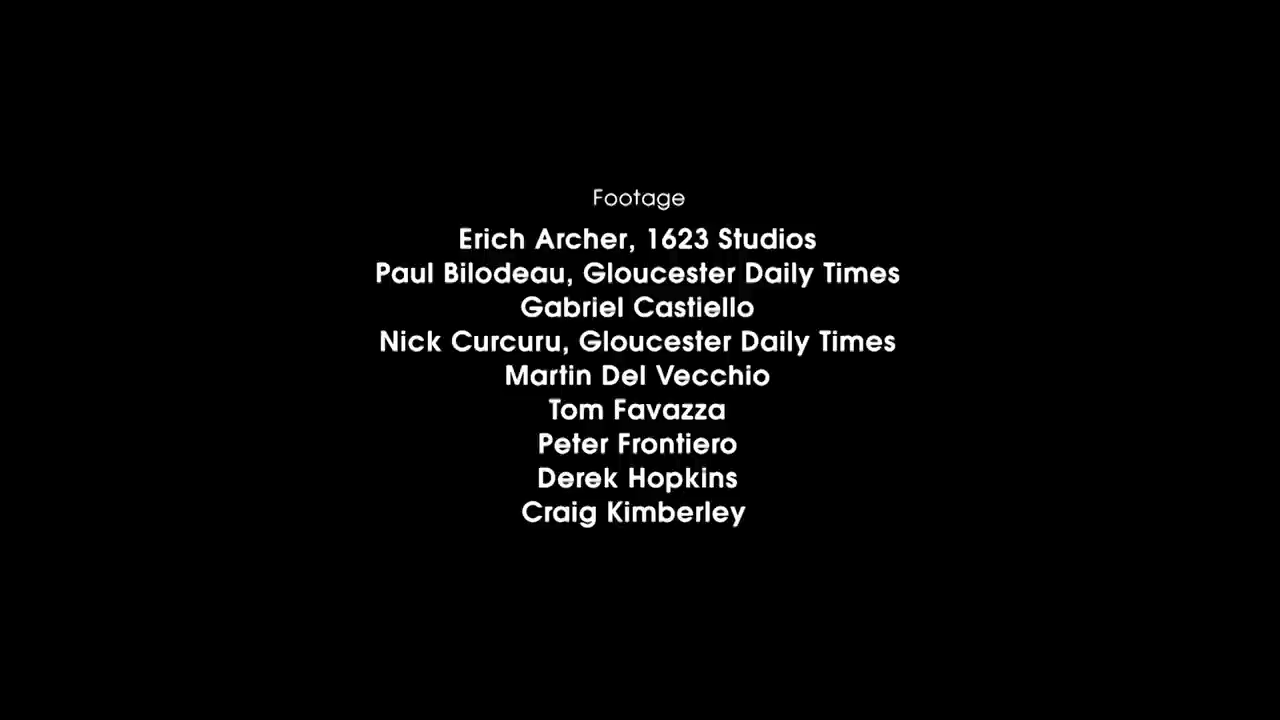 Footage
Erich Archer, 1623 Studios
Paul Bilodeau, Gloucester Daily Times
Gabriel Castiello
Nick Curcuru, Gloucester Daily Times
Martin Del Vecchio
Tom Favazza
Peter Frontiero
Derek Hopkins
Craig Kimberley